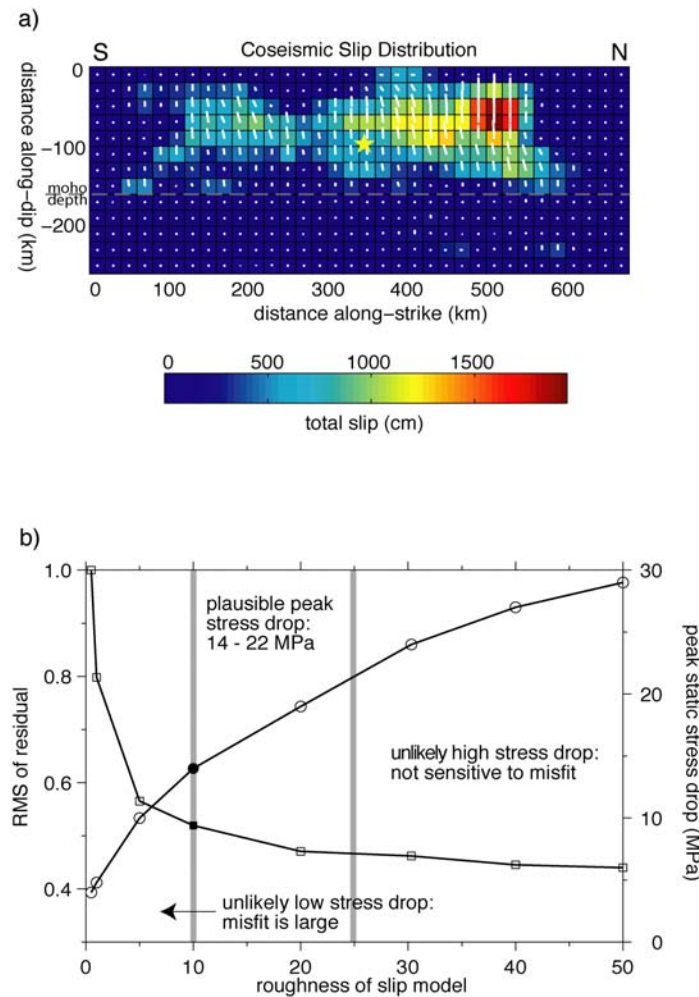 a)
S Coseismic Slip Distribution N
distance along-dip (km)
0
-100
moho
depth
-200
0 100 200 300 400 500 600
distance along-strike (km)
0 500 1000 1500
total slip (cm)
b)
1.0 30
plausible peak
stress drop:
14 - 22 MPa
0.8 20
RMS of residual
peak static stress drop (MPa)
unlikely high stress drop:
not sensitive to misfit
0.6 10
unlikely low stress drop:
misfit is large
0.4 0
0 10 20 30 40 50
roughness of slip model